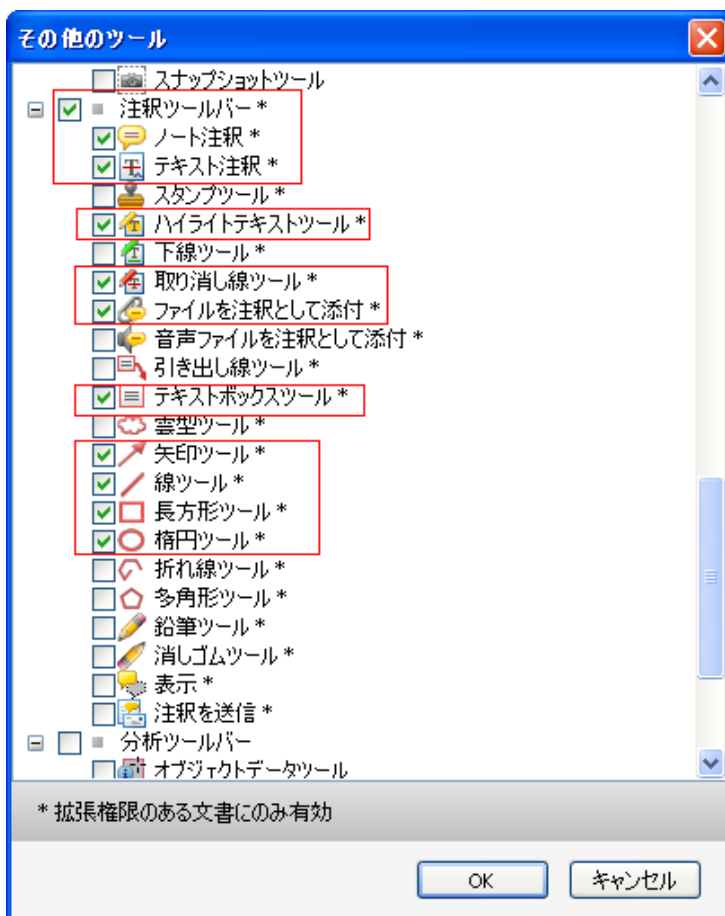 その他のツール
スナップショットツール
注釈ツールバー *
ノート注釈 *
テキスト注釈 *
スタンプツール *
ハイライトテキストツール *
下線ツール *
取り消し線ツール *
ファイルを注釈として添付 *
音声ファイルを注釈として添付 *
引き出し線ツール *
テキストボックスツール *
雲型ツール *
矢印ツール *
線ツール *
長方形ツール *
楕円ツール *
折れ線ツール *
多角形ツール *
鉛筆ツール *
消しゴムツール *
表示 *
注釈を送信 *
分析ツールバー
オブジェクトデータツール
* 拡張権限のある文書にのみ有効
OK キャンセル